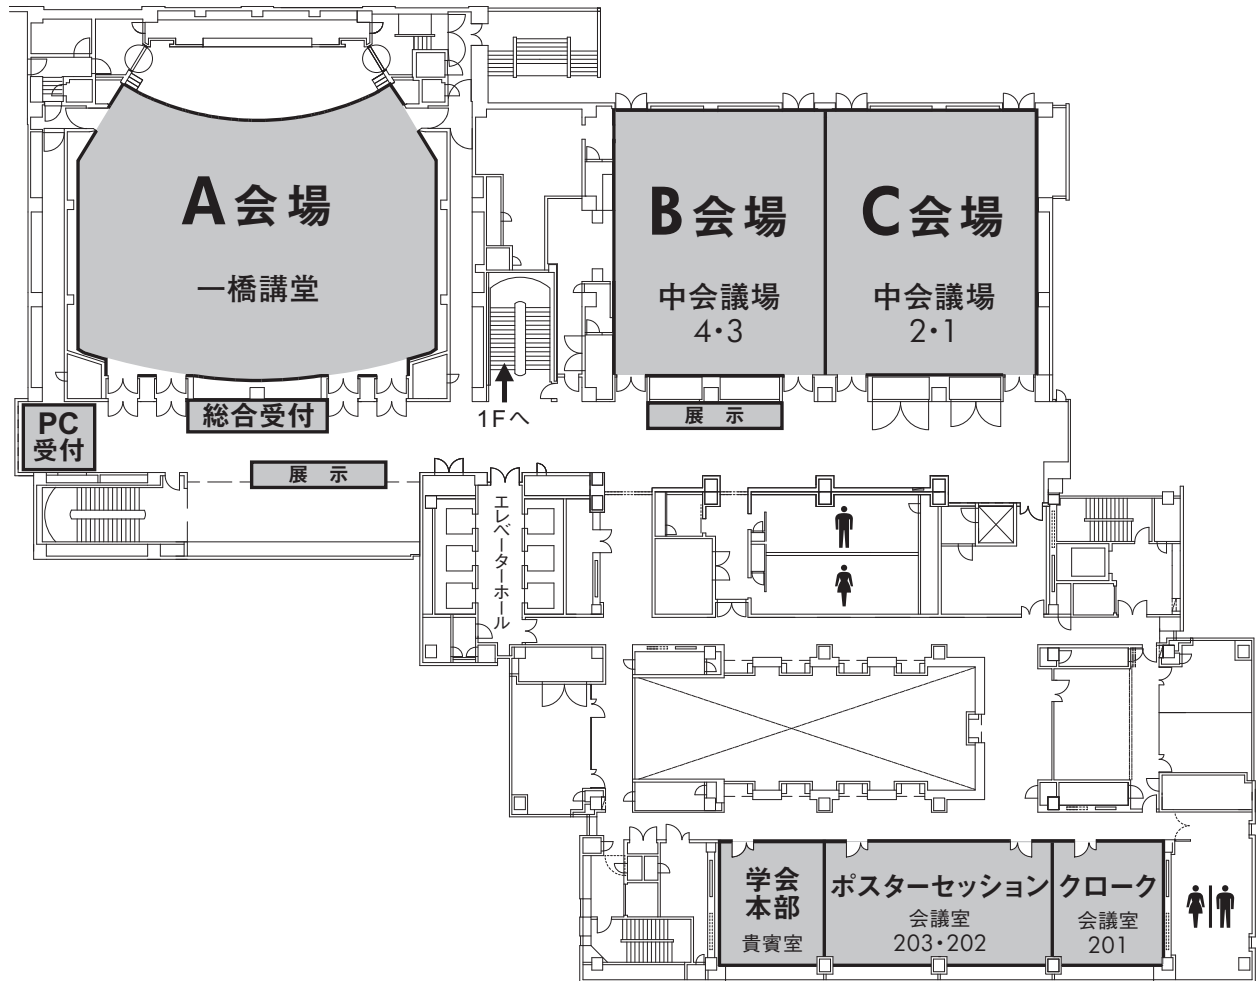 A会場
一橋講堂
B会場
中会議場
4・3
C会場
中会議場
2・1
PC
受付
総合受付
1Fへ
展 示
展 示
エレベーターホール
学会
本部
貴賓室
ポスターセッション
会議室
203・202
クローク
会議室
201